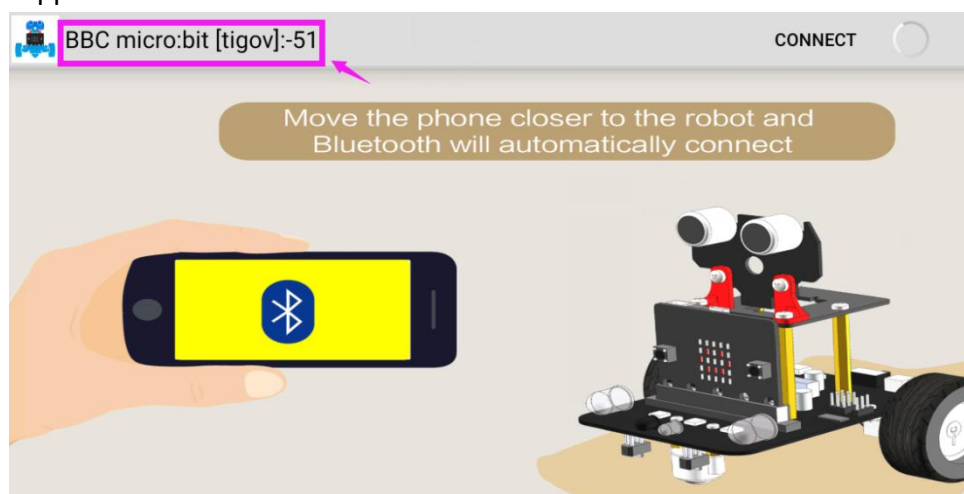 BBC micro:bit [tigov]:-51
CONNECT
Move the phone closer to the robot and
Bluetooth will automatically connect